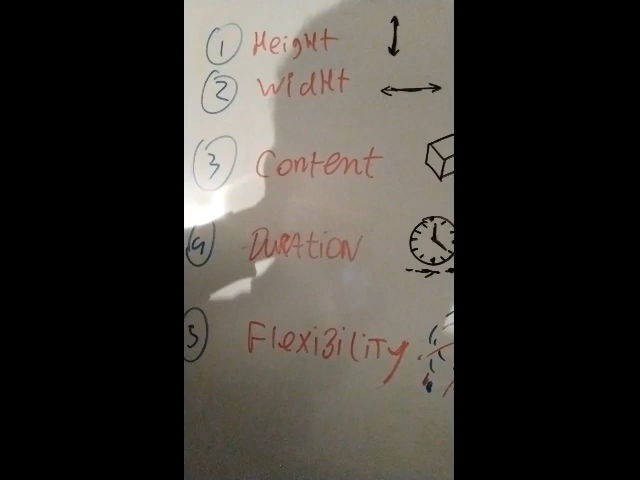 1 HeigHt
2 WidHt
3 Content
4 DuRATION
5 FlexiBiliTy